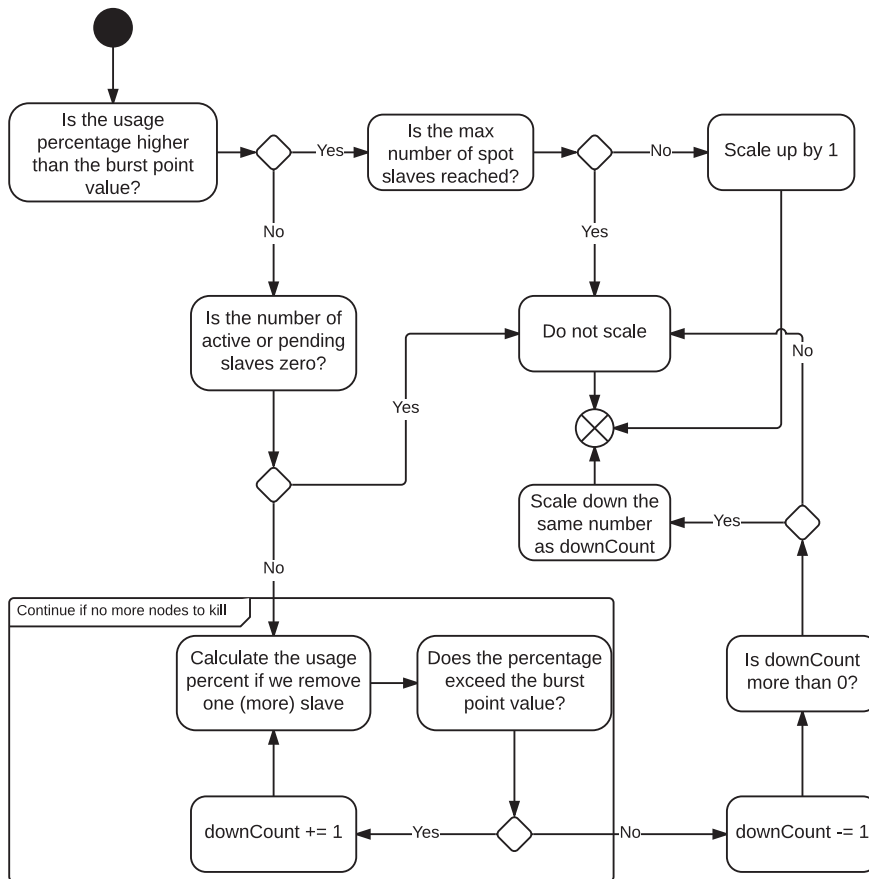 Is the usage
percentage higher
than the burst point
value?
Yes
Is the max
number of spot
slaves reached?
No
Scale up by 1
No
Yes
Is the number of
active or pending
slaves zero?
Do not scale
No
Yes
Scale down the
same number
as downCount
Yes
No
Continue if no more nodes to kill
Calculate the usage
percent if we remove
one (more) slave
Does the percentage
exceed the burst
point value?
Is downCount
more than 0?
downCount += 1
Yes
No
downCount -= 1